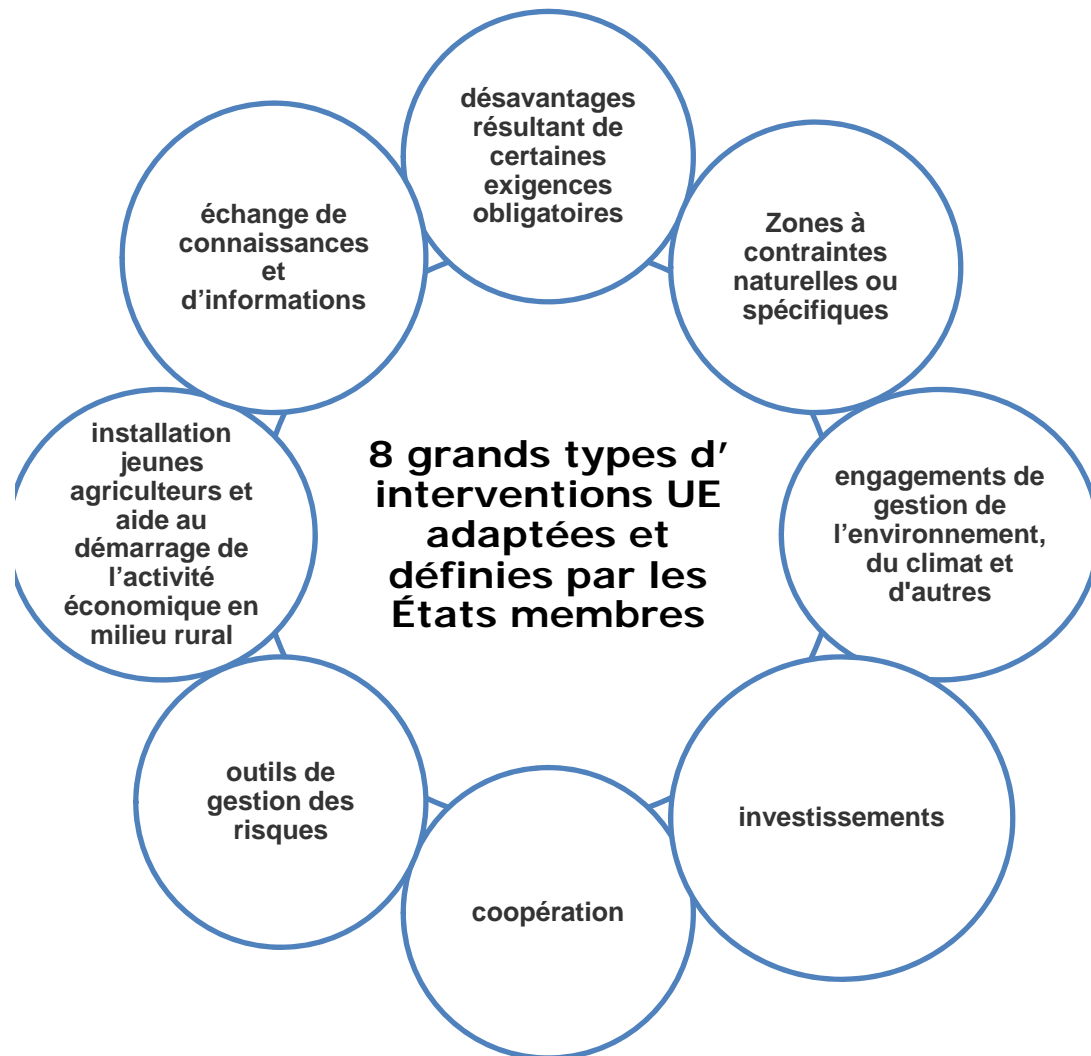 désavantages
résultant de
certaines
exigences
obligatoires
Zones à
contraintes
naturelles ou
spécifiques
engagements de
gestion de
l’environnement,
du climat et
d'autres
investissements
coopération
outils de
gestion des
risques
installation
jeunes
agriculteurs et
aide au
démarrage de
l’activité
économique en
milieu rural
échange de
connaissances
et
d’informations
8 grands types d’
interventions UE
adaptées et
définies par les
États membres